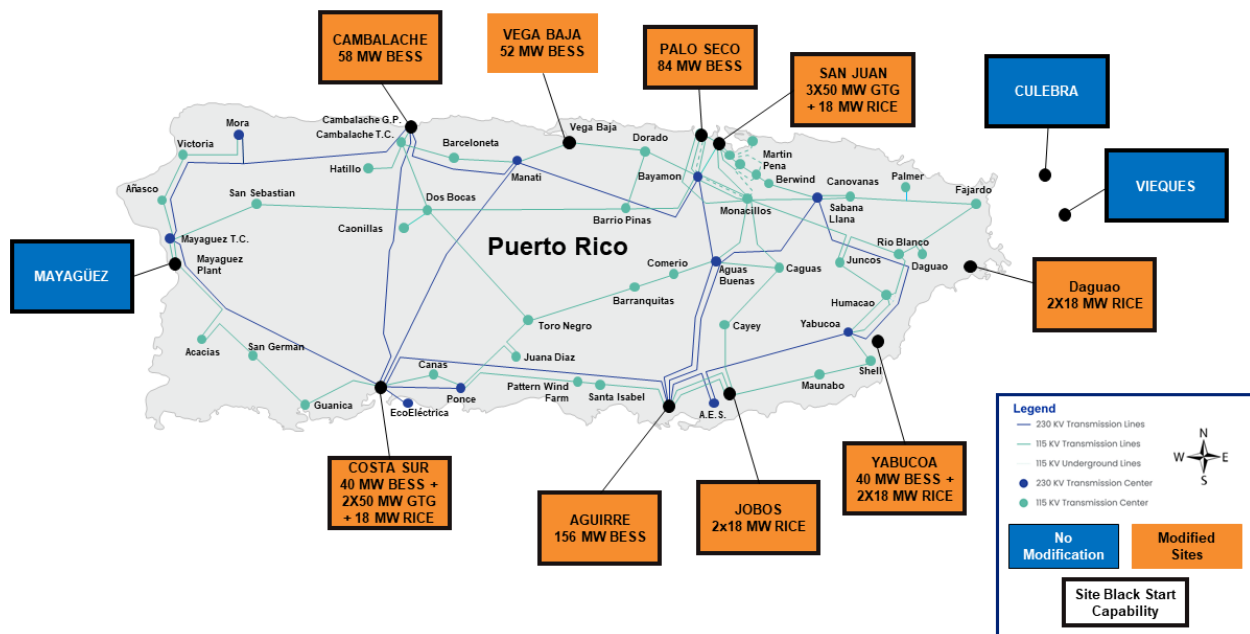 CAMBALACHE
58 MW BESS
VEGA BAJA
52 MW BESS
PALO SECO
84 MW BESS
SAN JUAN
3X50 MW GTG
+ 18 MW RICE
CULEBRA
VIEQUES
MAYAGÜEZ
Daguao
2X18 MW RICE
Mora
Victoria
Cambalache G.P.
Cambalache T.C.
Hatillo
Barceloneta
Manati
Vega Baja
Dorado
Bayamon
Martin
Pena
Berwind
Canovanas
Palmer
Fajardo
Añasco
San Sebastian
Dos Bocas
Caonillas
Barrio Pinas
Monacillos
Sabana
Llana
Mayaguez T.C.
Mayaguez
Plant
Puerto Rico
Rio Blanco
Daguao
Juncos
Humacao
Comerio
Aguas
Buenas
Caguas
Barranquitas
Cayey
Yabucoa
Toro Negro
Juana Diaz
Acacias
San German
Guanica
Canas
Ponce
EcoEléctrica
Pattern Wind
Farm
Santa Isabel
A.E.S.
Maunabo
Shell
COSTA SUR
40 MW BESS +
2X50 MW GTG
+ 18 MW RICE
AGUIRRE
156 MW BESS
JOBOS
2x18 MW RICE
YABUCOA
40 MW BESS +
2X18 MW RICE
Legend
230 KV Transmission Lines
115 KV Transmission Lines
115 KV Underground Lines
230 KV Transmission Center
115 KV Transmission Center
N
W
E
S
No
Modification
Modified
Sites
Site Black Start
Capability